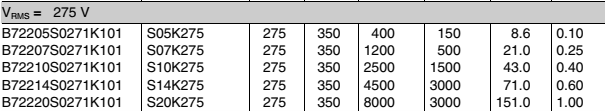 VRMS = 275 V
B72205S0271K101 S05K275 275 350 400 150 8.6 0.10
B72207S0271K101 S07K275 275 350 1200 500 21.0 0.25
B72210S0271K101 S10K275 275 350 2500 1500 43.0 0.40
B72214S0271K101 S14K275 275 350 4500 3000 71.0 0.60
B72220S0271K101 S20K275 275 350 8000 3000 151.0 1.00